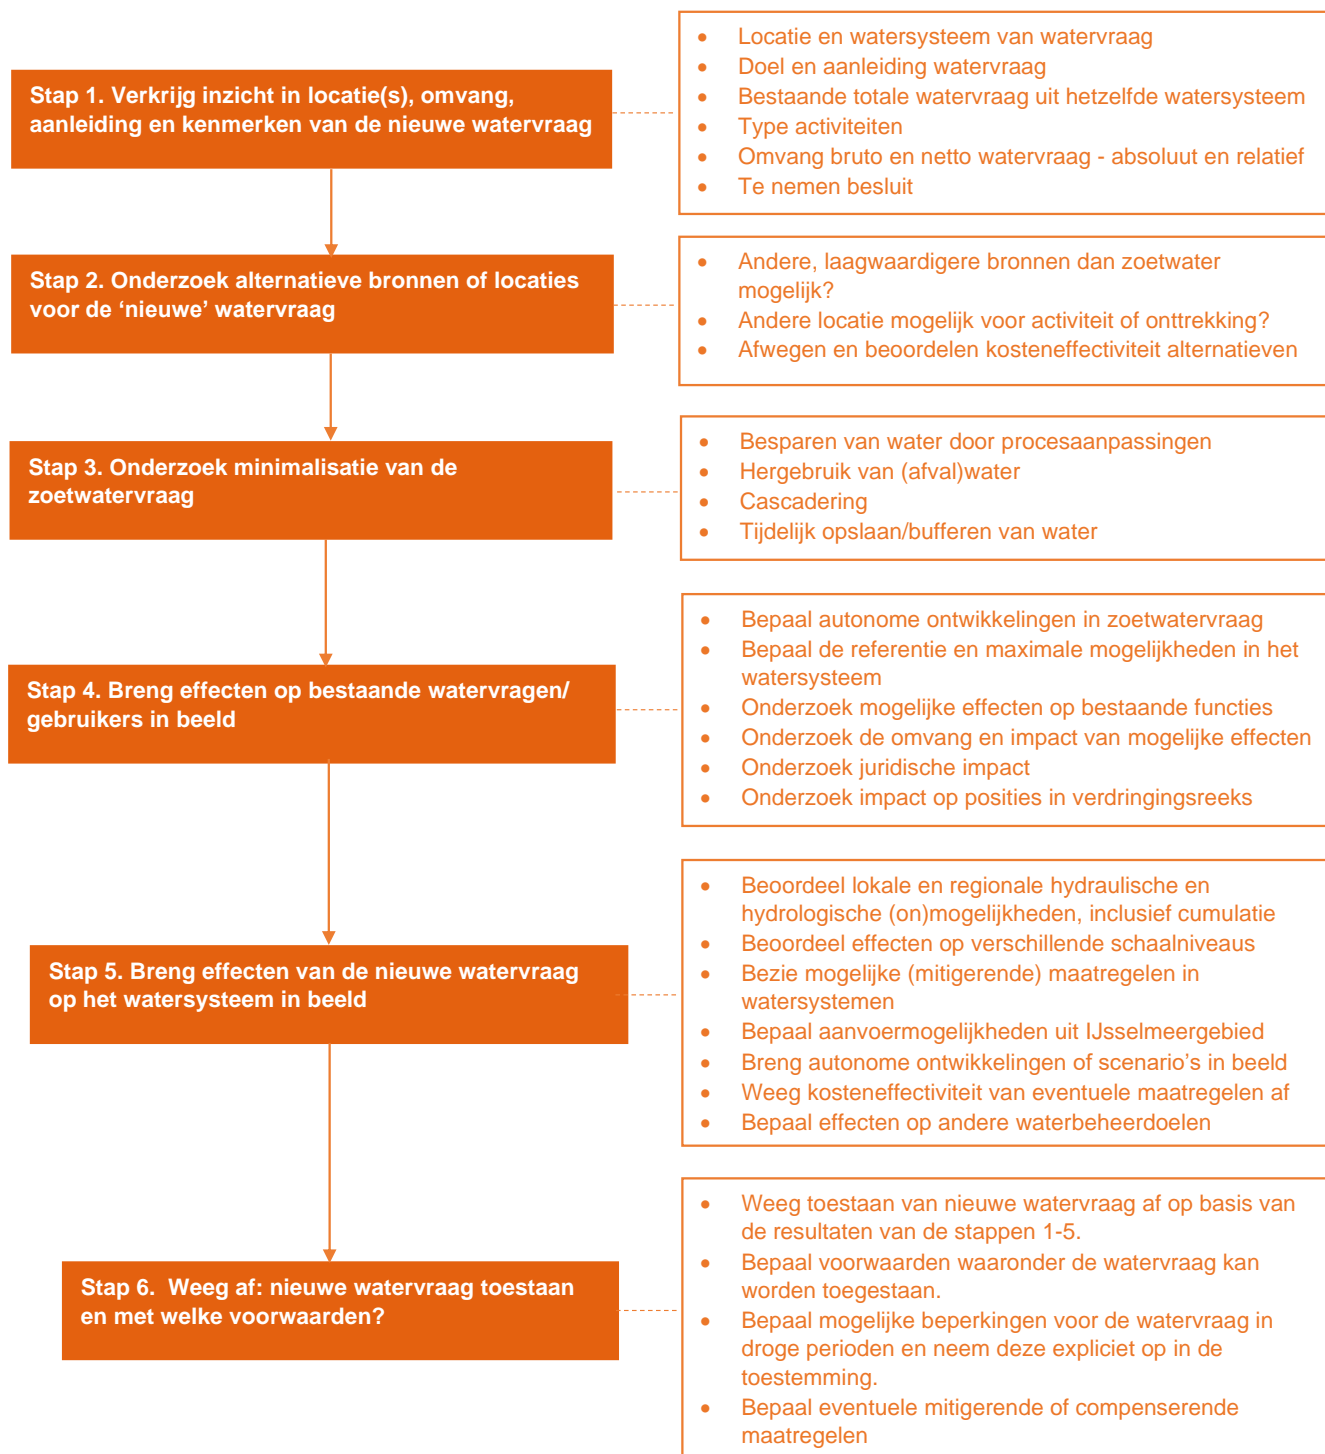 Stap 1. Verkrijg inzicht in locatie(s), omvang,
aanleiding en kenmerken van de nieuwe watervraag
• Locatie en watersysteem van watervraag
• Doel en aanleiding watervraag
• Bestaande totale watervraag uit hetzelfde watersysteem
• Type activiteiten
• Omvang bruto en netto watervraag - absoluut en relatief
• Te nemen besluit
Stap 2. Onderzoek alternatieve bronnen of locaties
voor de ‘nieuwe’ watervraag
• Andere, laagwaardigere bronnen dan zoetwater
mogelijk?
• Andere locatie mogelijk voor activiteit of onttrekking?
• Afwegen en beoordelen kosteneffectiviteit alternatieven
Stap 3. Onderzoek minimalisatie van de
zoetwatervraag
• Besparen van water door procesaanpassingen
• Hergebruik van (afval)water
• Cascadering
• Tijdelijk opslaan/bufferen van water
Stap 4. Breng effecten op bestaande watervragen/
gebruikers in beeld
• Bepaal autonome ontwikkelingen in zoetwatervraag
• Bepaal de referentie en maximale mogelijkheden in het
watersysteem
• Onderzoek mogelijke effecten op bestaande functies
• Onderzoek de omvang en impact van mogelijke effecten
• Onderzoek juridische impact
• Onderzoek impact op posities in verdringingsreeks
Stap 5. Breng effecten van de nieuwe watervraag
op het watersysteem in beeld
• Beoordeel lokale en regionale hydraulische en
hydrologische (on)mogelijkheden, inclusief cumulatie
• Beoordeel effecten op verschillende schaalniveaus
• Bezie mogelijke (mitigerende) maatregelen in
watersystemen
• Bepaal aanvoermogelijkheden uit IJsselmeergebied
• Breng autonome ontwikkelingen of scenario’s in beeld
• Weeg kosteneffectiviteit van eventuele maatregelen af
• Bepaal effecten op andere waterbeheerdoelen
Stap 6. Weeg af: nieuwe watervraag toestaan
en met welke voorwaarden?
• Weeg toestaan van nieuwe watervraag af op basis van
de resultaten van de stappen 1-5.
• Bepaal voorwaarden waaronder de watervraag kan
worden toegestaan.
• Bepaal mogelijke beperkingen voor de watervraag in
droge perioden en neem deze expliciet op in de
toestemming.
• Bepaal eventuele mitigerende of compenserende
maatregelen